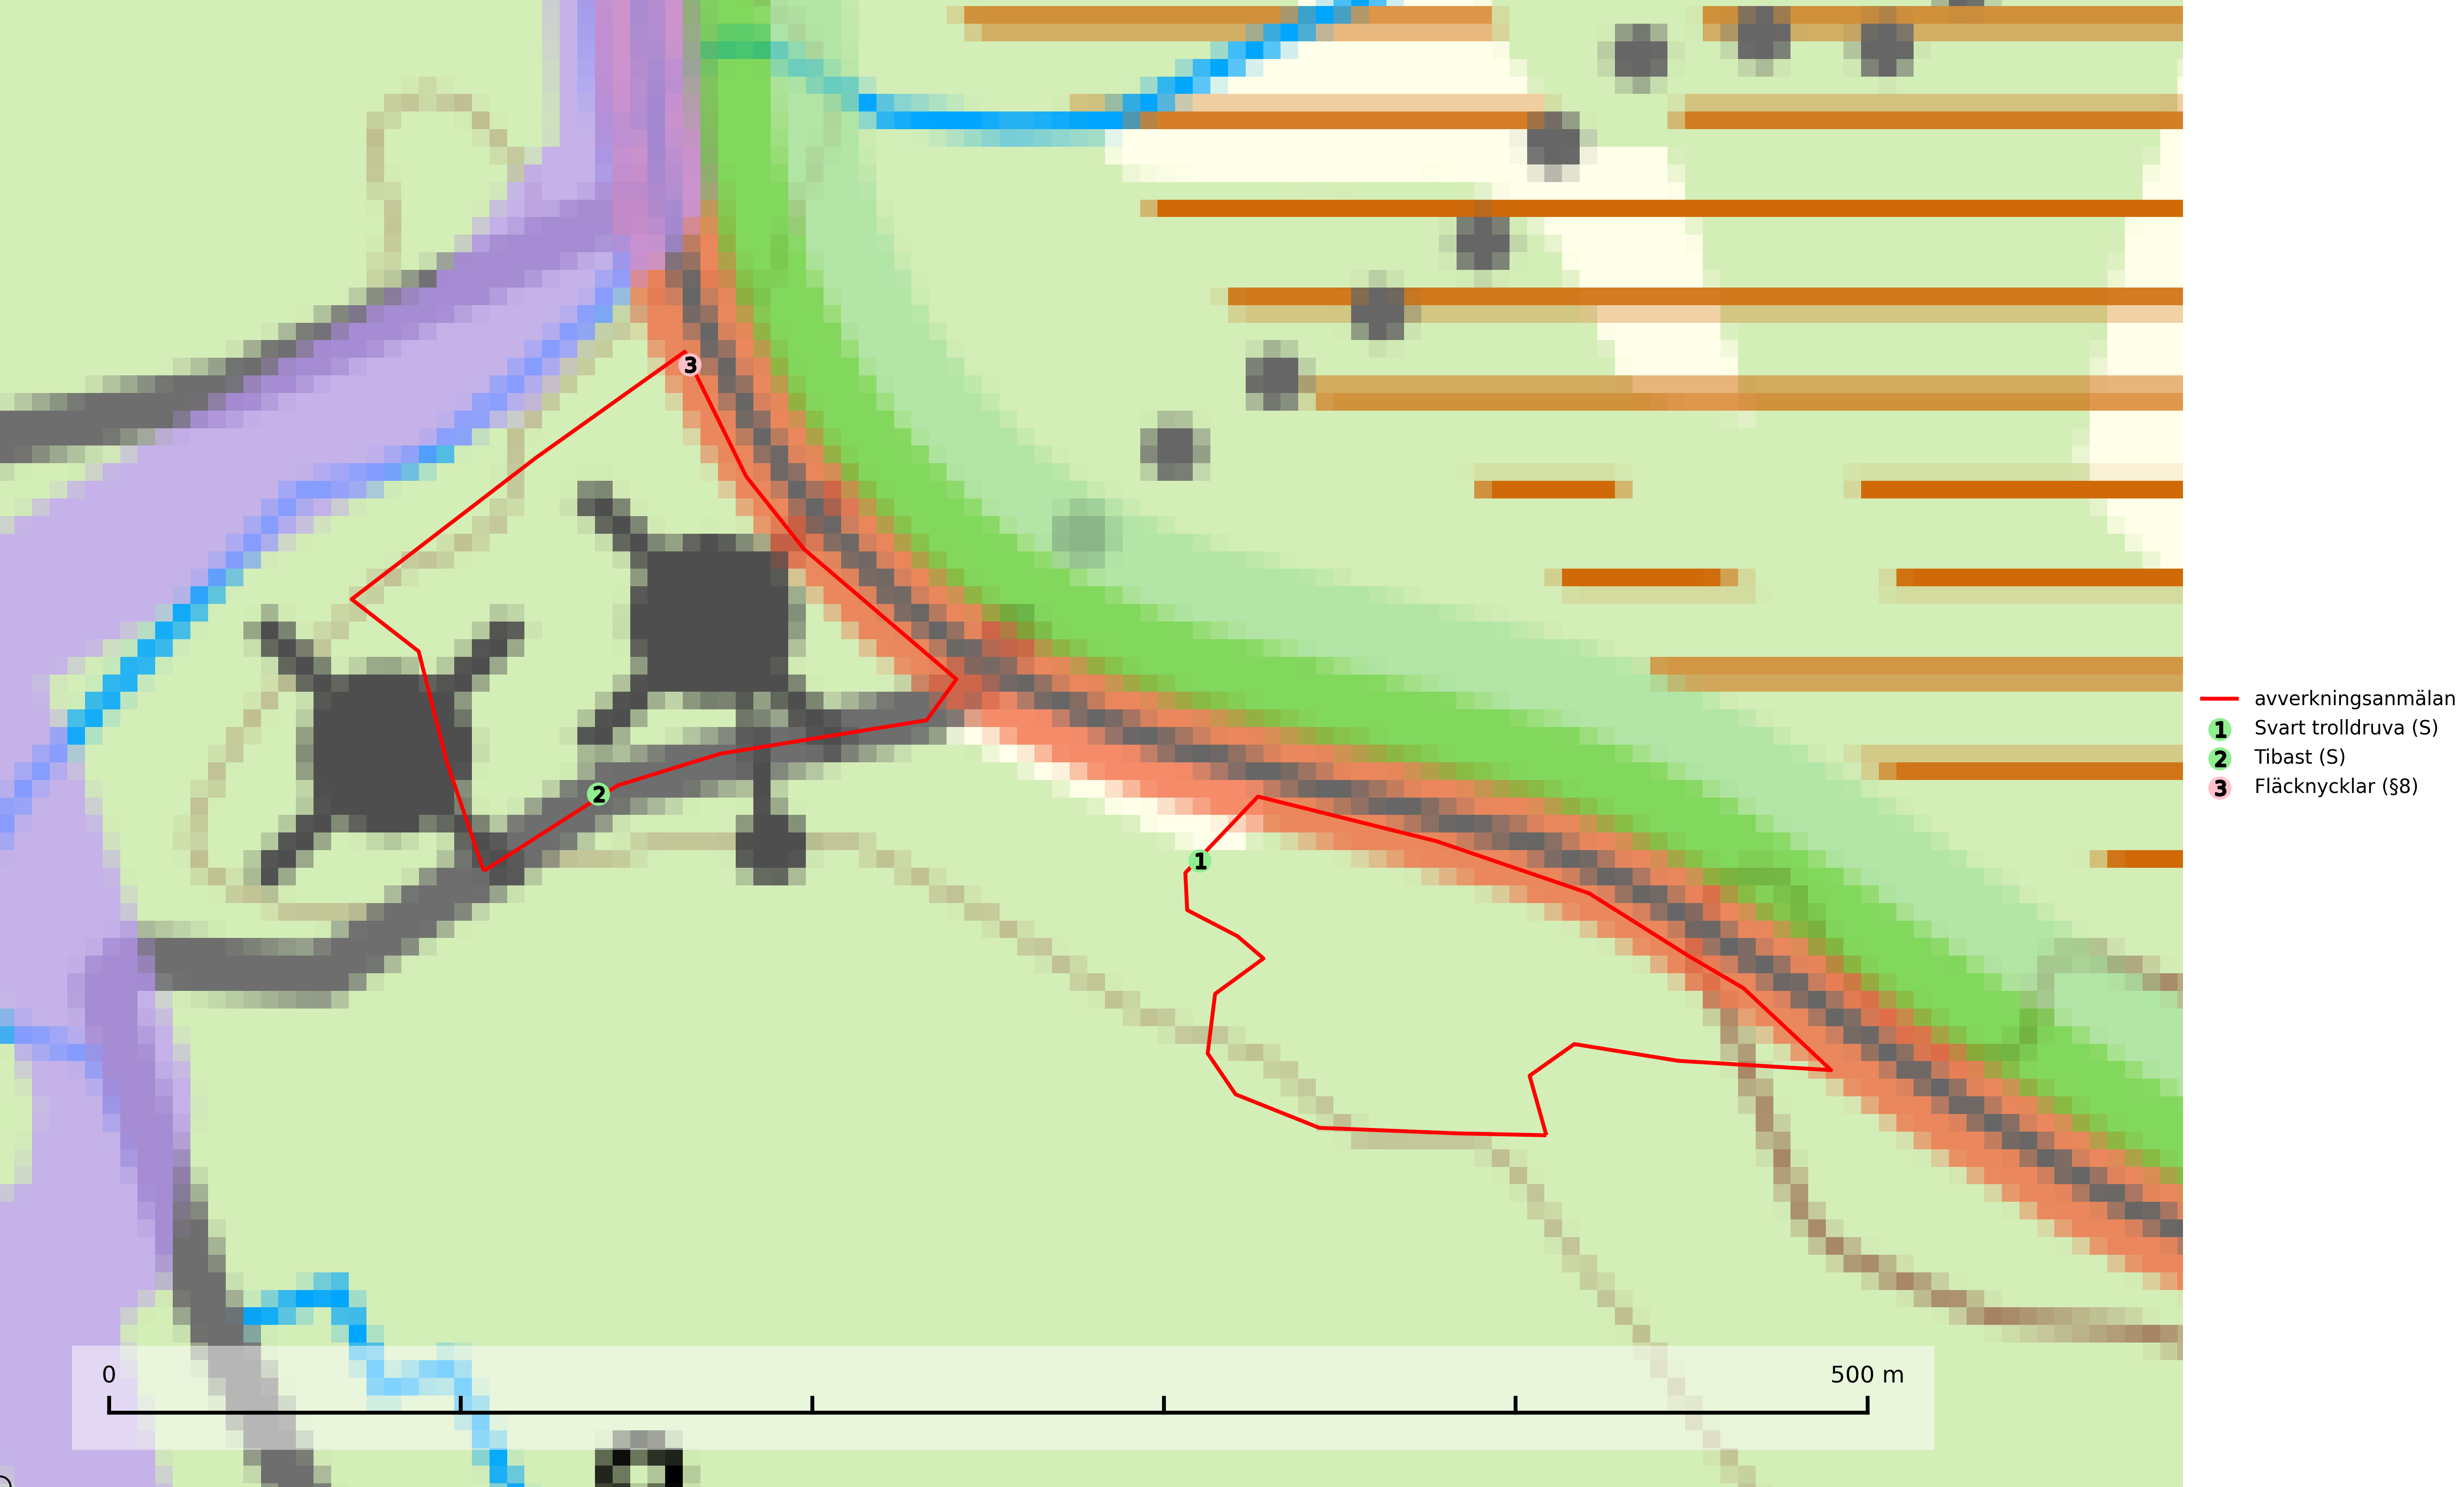 3
2
1
0
500 m
avverkningsanmälan
1 Svart trolldruva (S)
2 Tibast (S)
3 Fläcknycklar (§8)